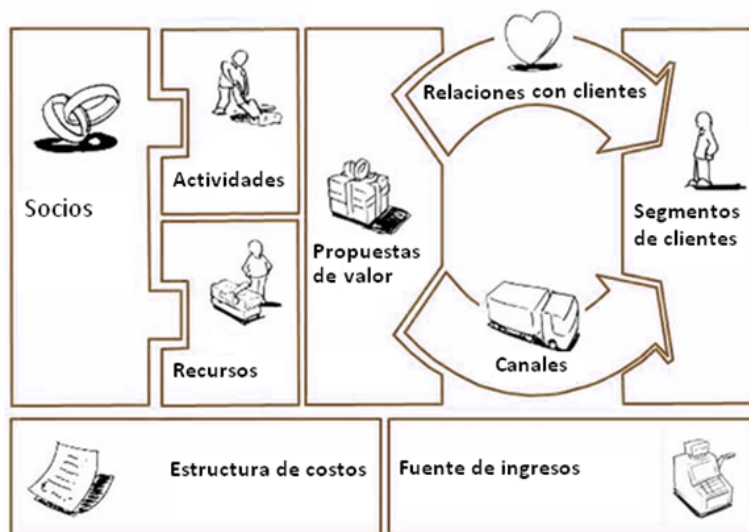 Socios
Actividades
Recursos
Propuestas
de valor
Relaciones con clientes
Canales
Segmentos
de clientes
Estructura de costos
Fuente de ingresos